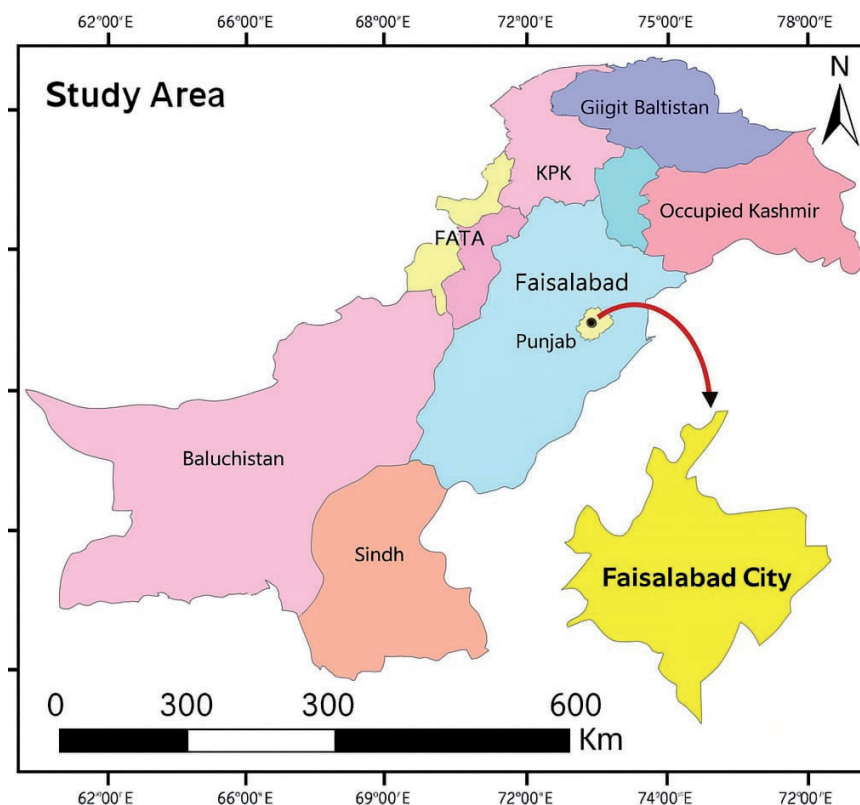 62°00'E 66°00'E 68°00'E 72°00'E 75°00'E 78°00'E
Study Area
N
Giigit Baltistan
KPK
Occupied Kashmir
FATA
Faisalabad
Punjab
Baluchistan
Sindh
Faisalabad City
0 300 300 600
Km
62°00'E 66°00'E 69°00'E 72°00'E 74°00'E 72°00'E